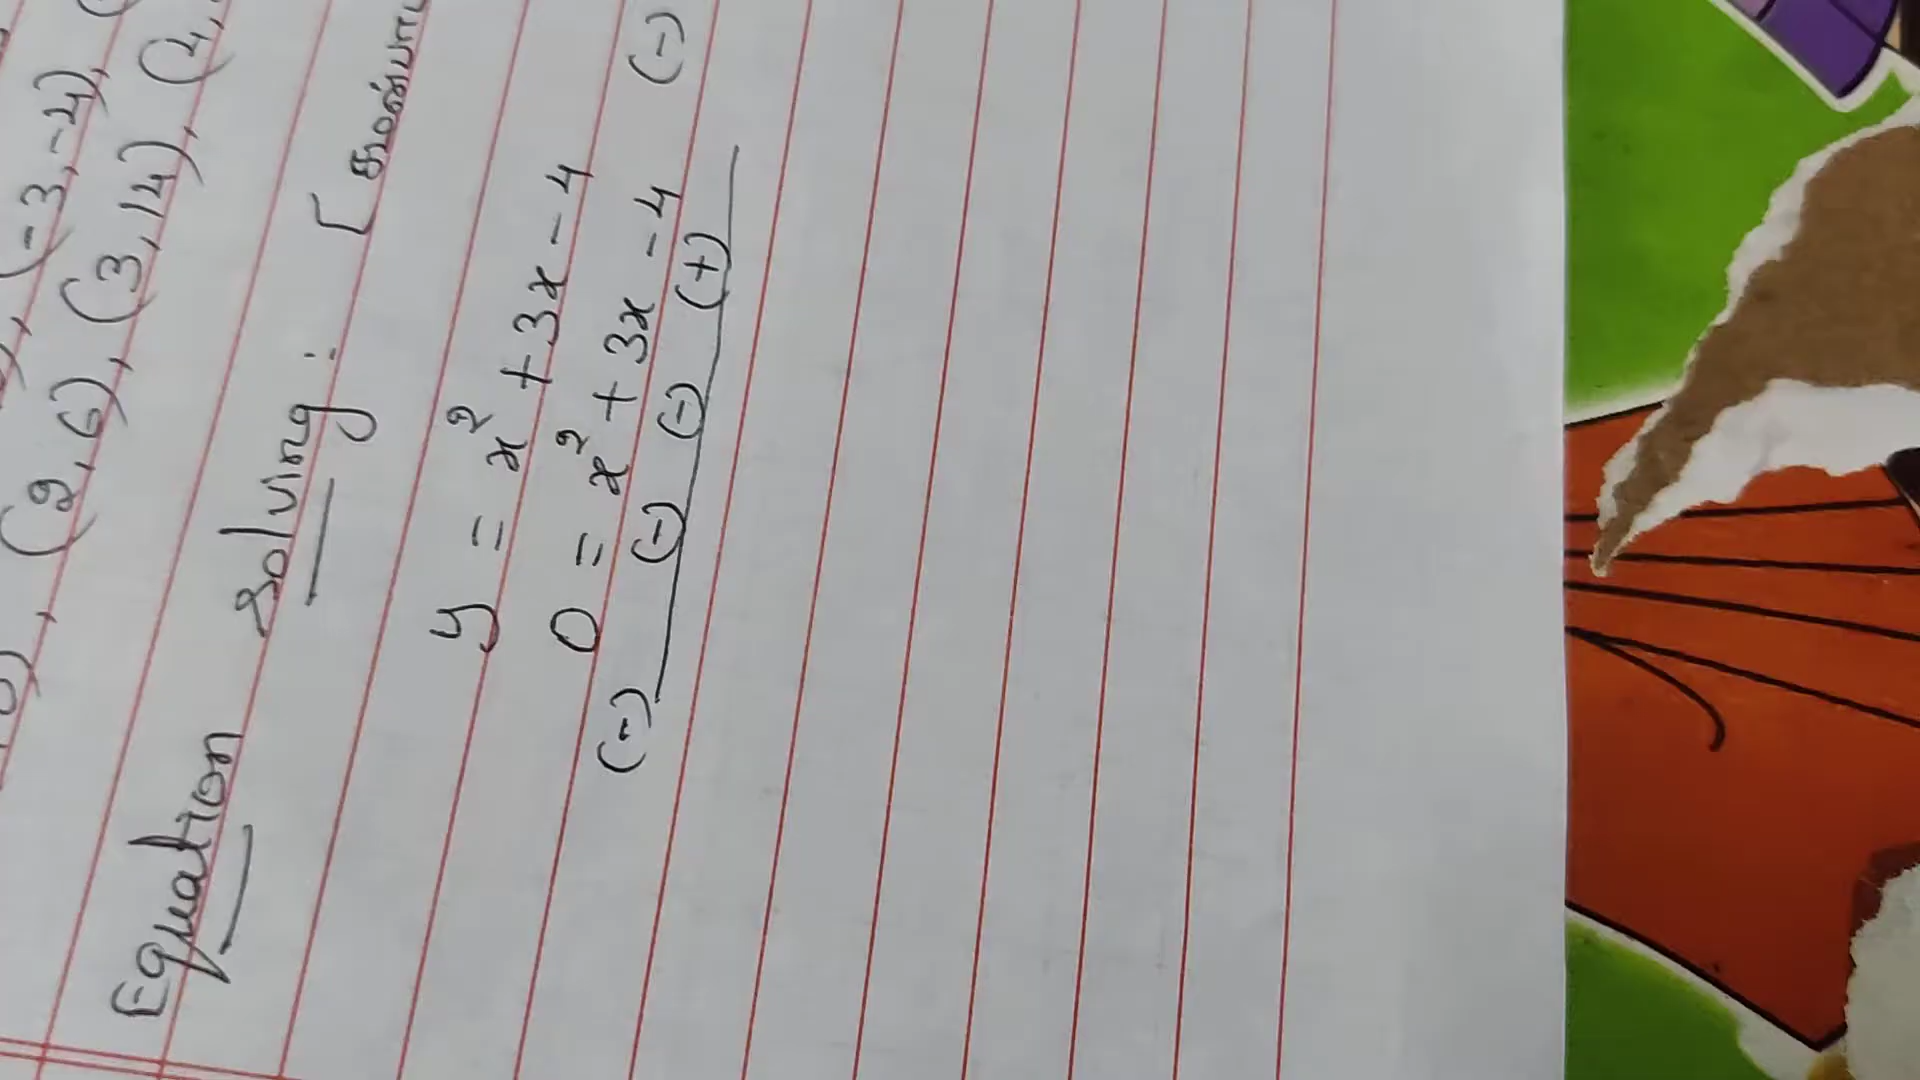 (-3,-4),
(2,6), (3,14), (4,
Equation solving: [
y = x² + 3x - 4
0 = x² + 3x - 4 (-)
(-) (-) (-) (+)